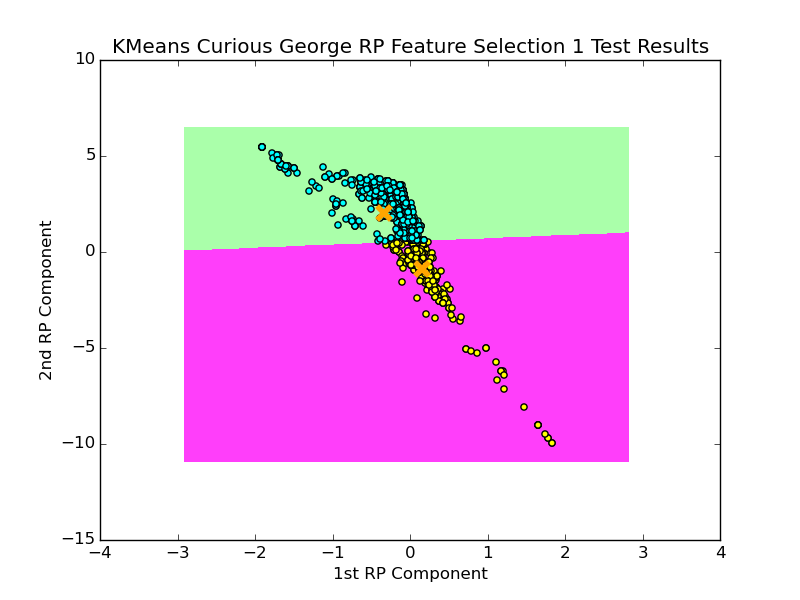 KMeans Curious George RP Feature Selection 1 Test Results
10
5
0
−5
−10
−15
2nd RP Component
−4 −3 −2 −1 0 1 2 3 4
1st RP Component